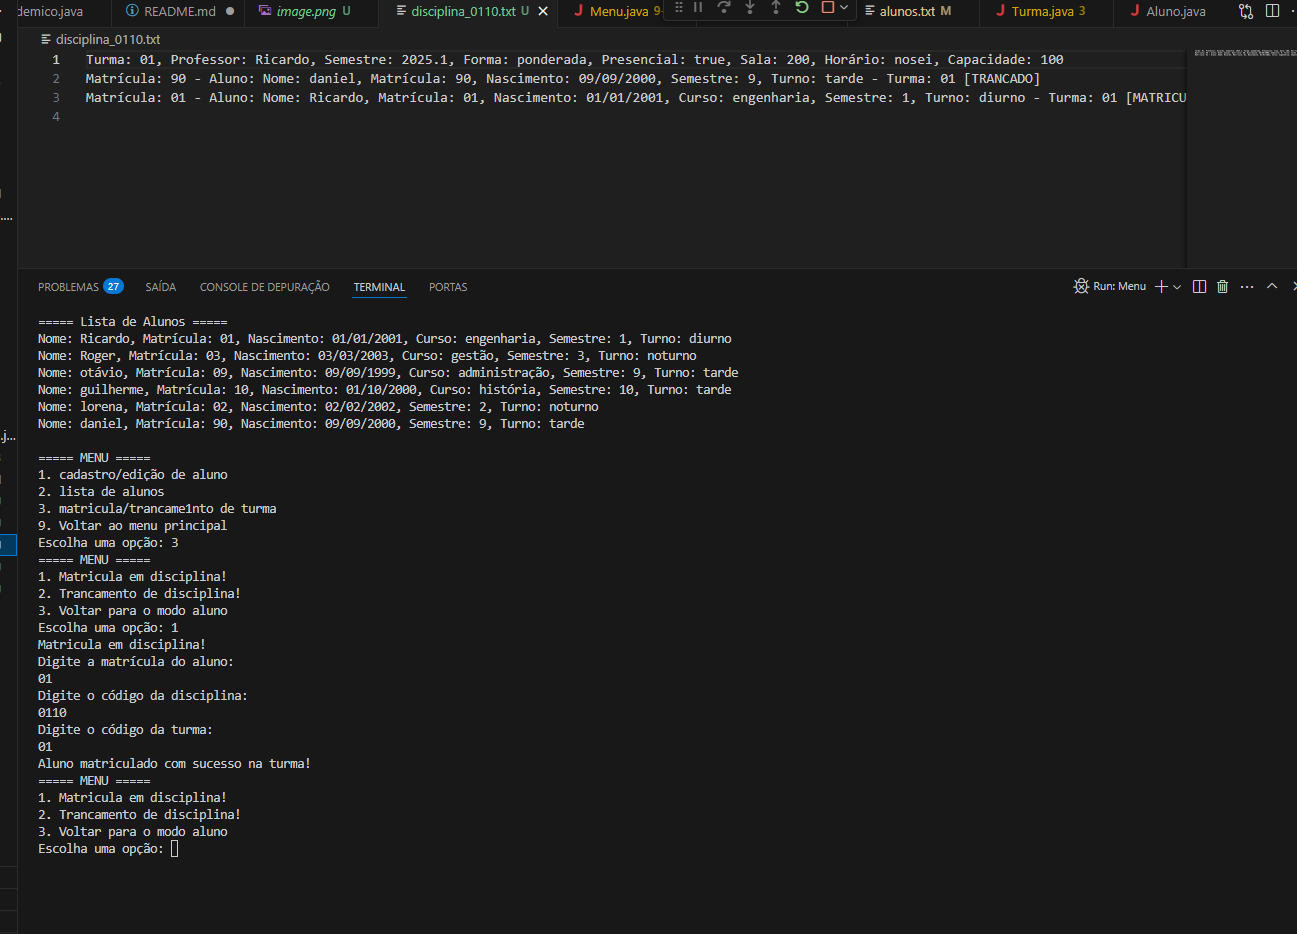 demico.java README.md image.png U disciplina_0110.txt U Menu.java 9 alunos.txt M Turma.java 3 Aluno.java
disciplina_0110.txt
1 Turma: 01, Professor: Ricardo, Semestre: 2025.1, Forma: ponderada, Presencial: true, Sala: 200, Horário: nosei, Capacidade: 100
2 Matrícula: 90 - Aluno: Nome: daniel, Matrícula: 90, Nascimento: 09/09/2000, Semestre: 9, Turno: tarde - Turma: 01 [TRANCADO]
3 Matrícula: 01 - Aluno: Nome: Ricardo, Matrícula: 01, Nascimento: 01/01/2001, Curso: engenharia, Semestre: 1, Turno: diurno - Turma: 01 [MATRICU
4
PROBLEMAS 27 SAÍDA CONSOLE DE DEPURAÇÃO TERMINAL PORTAS Run: Menu
===== Lista de Alunos =====
Nome: Ricardo, Matrícula: 01, Nascimento: 01/01/2001, Curso: engenharia, Semestre: 1, Turno: diurno
Nome: Roger, Matrícula: 03, Nascimento: 03/03/2003, Curso: gestão, Semestre: 3, Turno: noturno
Nome: otávio, Matrícula: 09, Nascimento: 09/09/1999, Curso: administração, Semestre: 9, Turno: tarde
Nome: guilherme, Matrícula: 10, Nascimento: 01/10/2000, Curso: história, Semestre: 10, Turno: tarde
Nome: lorena, Matrícula: 02, Nascimento: 02/02/2002, Semestre: 2, Turno: noturno
Nome: daniel, Matrícula: 90, Nascimento: 09/09/2000, Semestre: 9, Turno: tarde
===== MENU =====
1. cadastro/edição de aluno
2. lista de alunos
3. matricula/trancame1nto de turma
9. Voltar ao menu principal
Escolha uma opção: 3
===== MENU =====
1. Matricula em disciplina!
2. Trancamento de disciplina!
3. Voltar para o modo aluno
Escolha uma opção: 1
Matricula em disciplina!
Digite a matrícula do aluno:
01
Digite o código da disciplina:
0110
Digite o código da turma:
01
Aluno matriculado com sucesso na turma!
===== MENU =====
1. Matricula em disciplina!
2. Trancamento de disciplina!
3. Voltar para o modo aluno
Escolha uma opção: